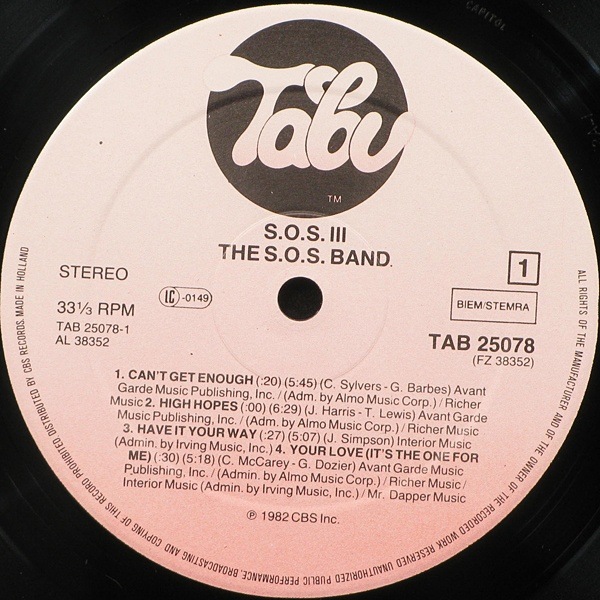 CAPITOL
Tabu
TM
S.O.S. III
THE S.O.S. BAND
STEREO
1
33⅓ RPM
LC -0149
BIEM/STEMRA
TAB 25078-1
AL 38352
TAB 25078
(FZ 38352)
1. CAN'T GET ENOUGH (:20) (5:45) (C. Sylvers - G. Barbes) Avant
Garde Music Publishing, Inc. / (Adm. by Almo Music Corp.) / Richer
Music 2. HIGH HOPES (:00) (6:29) (J. Harris - T. Lewis) Avant Garde
Music Publishing, Inc. / (Adm. by Almo Music Corp.) / Richer Music
3. HAVE IT YOUR WAY (:27) (5:07) (J. Simpson) Interior Music
(Admin. by Irving Music, Inc.) 4. YOUR LOVE (IT'S THE ONE FOR
ME) (:30) (5:18) (C. McCarey - G. Dozier) Avant Garde Music
Publishing, Inc. / (Admin. by Almo Music Corp.) / Richer Music /
Interior Music (Admin. by Irving Music, Inc.) / Mr. Dapper Music
℗ 1982 CBS Inc.
ALL RIGHTS OF THE MANUFACTURER AND OF THE OWNER OF THE RECORDED WORK RESERVED UNAUTHORIZED PUBLIC PERFORMANCE, BROADCASTING AND COPYING OF THIS RECORD PROHIBITED DISTRIBUTED BY CBS RECORDS. MADE IN HOLLAND